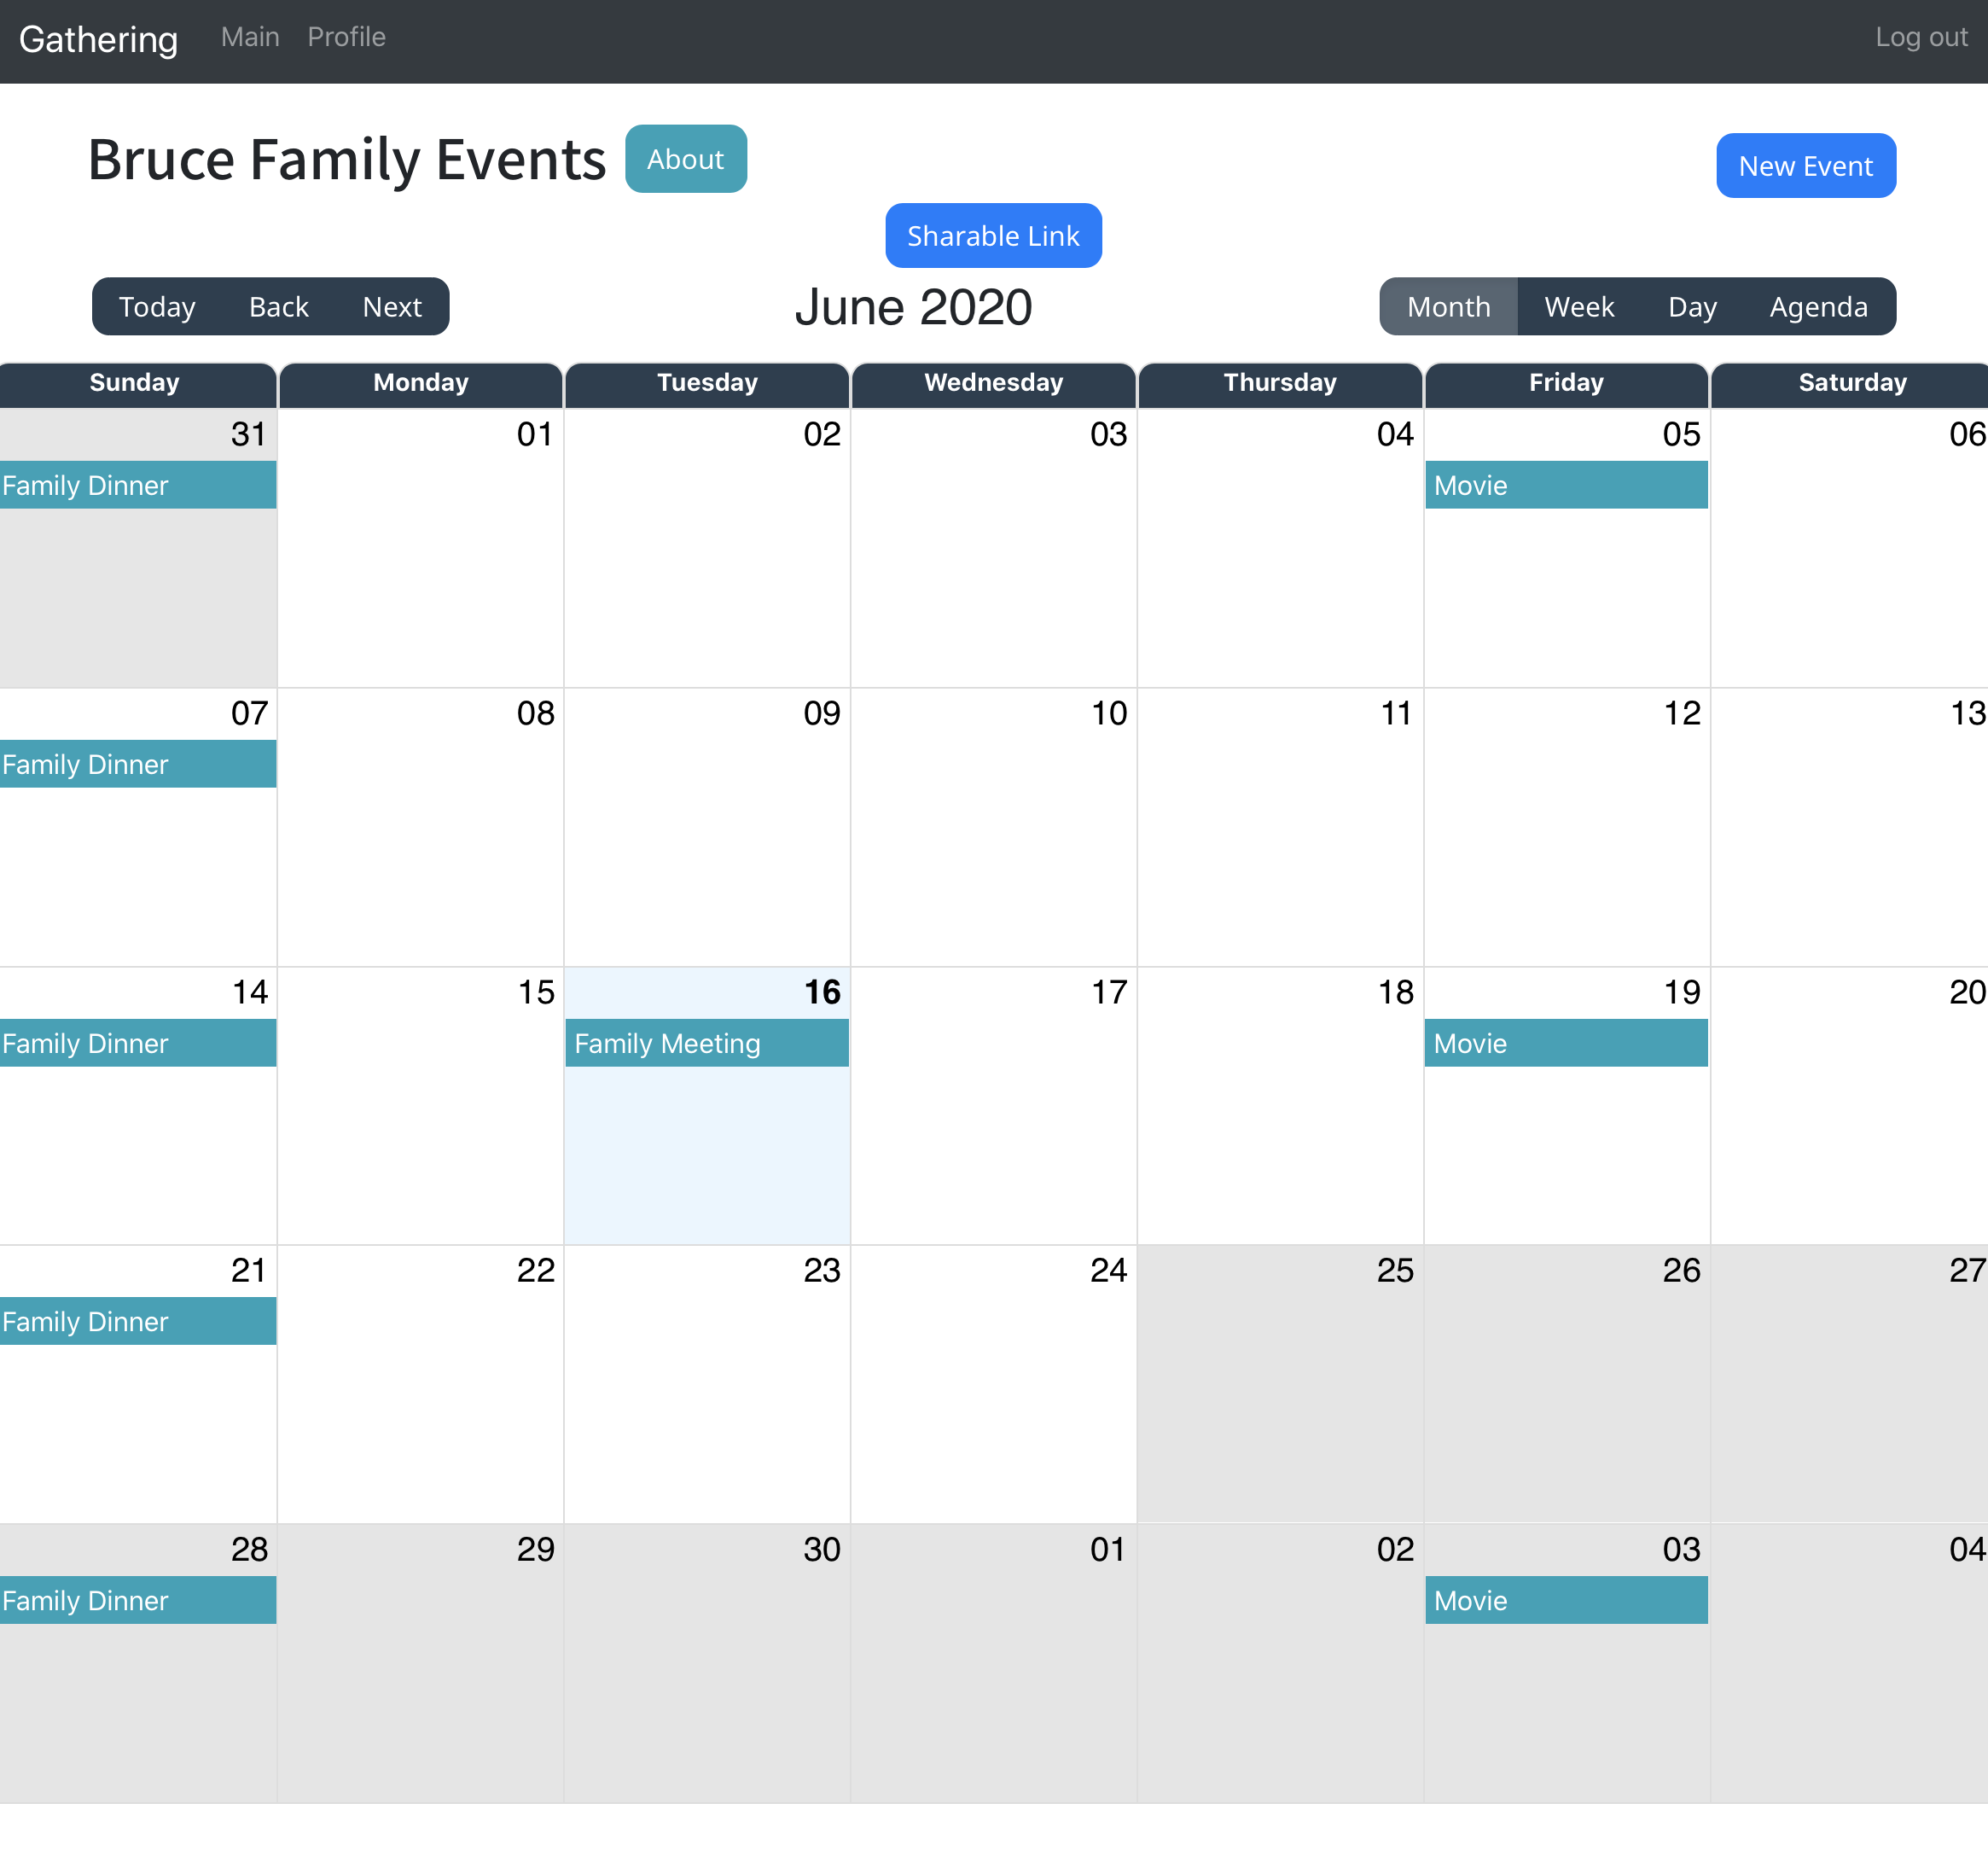 Gathering Main Profile Log out
Bruce Family Events About New Event
Sharable Link
Today Back Next June 2020 Month Week Day Agenda
Sunday Monday Tuesday Wednesday Thursday Friday Saturday
31 01 02 03 04 05 06
Family Dinner Movie
07 08 09 10 11 12 13
Family Dinner
14 15 16 17 18 19 20
Family Dinner Family Meeting Movie
21 22 23 24 25 26 27
Family Dinner
28 29 30 01 02 03 04
Family Dinner Movie